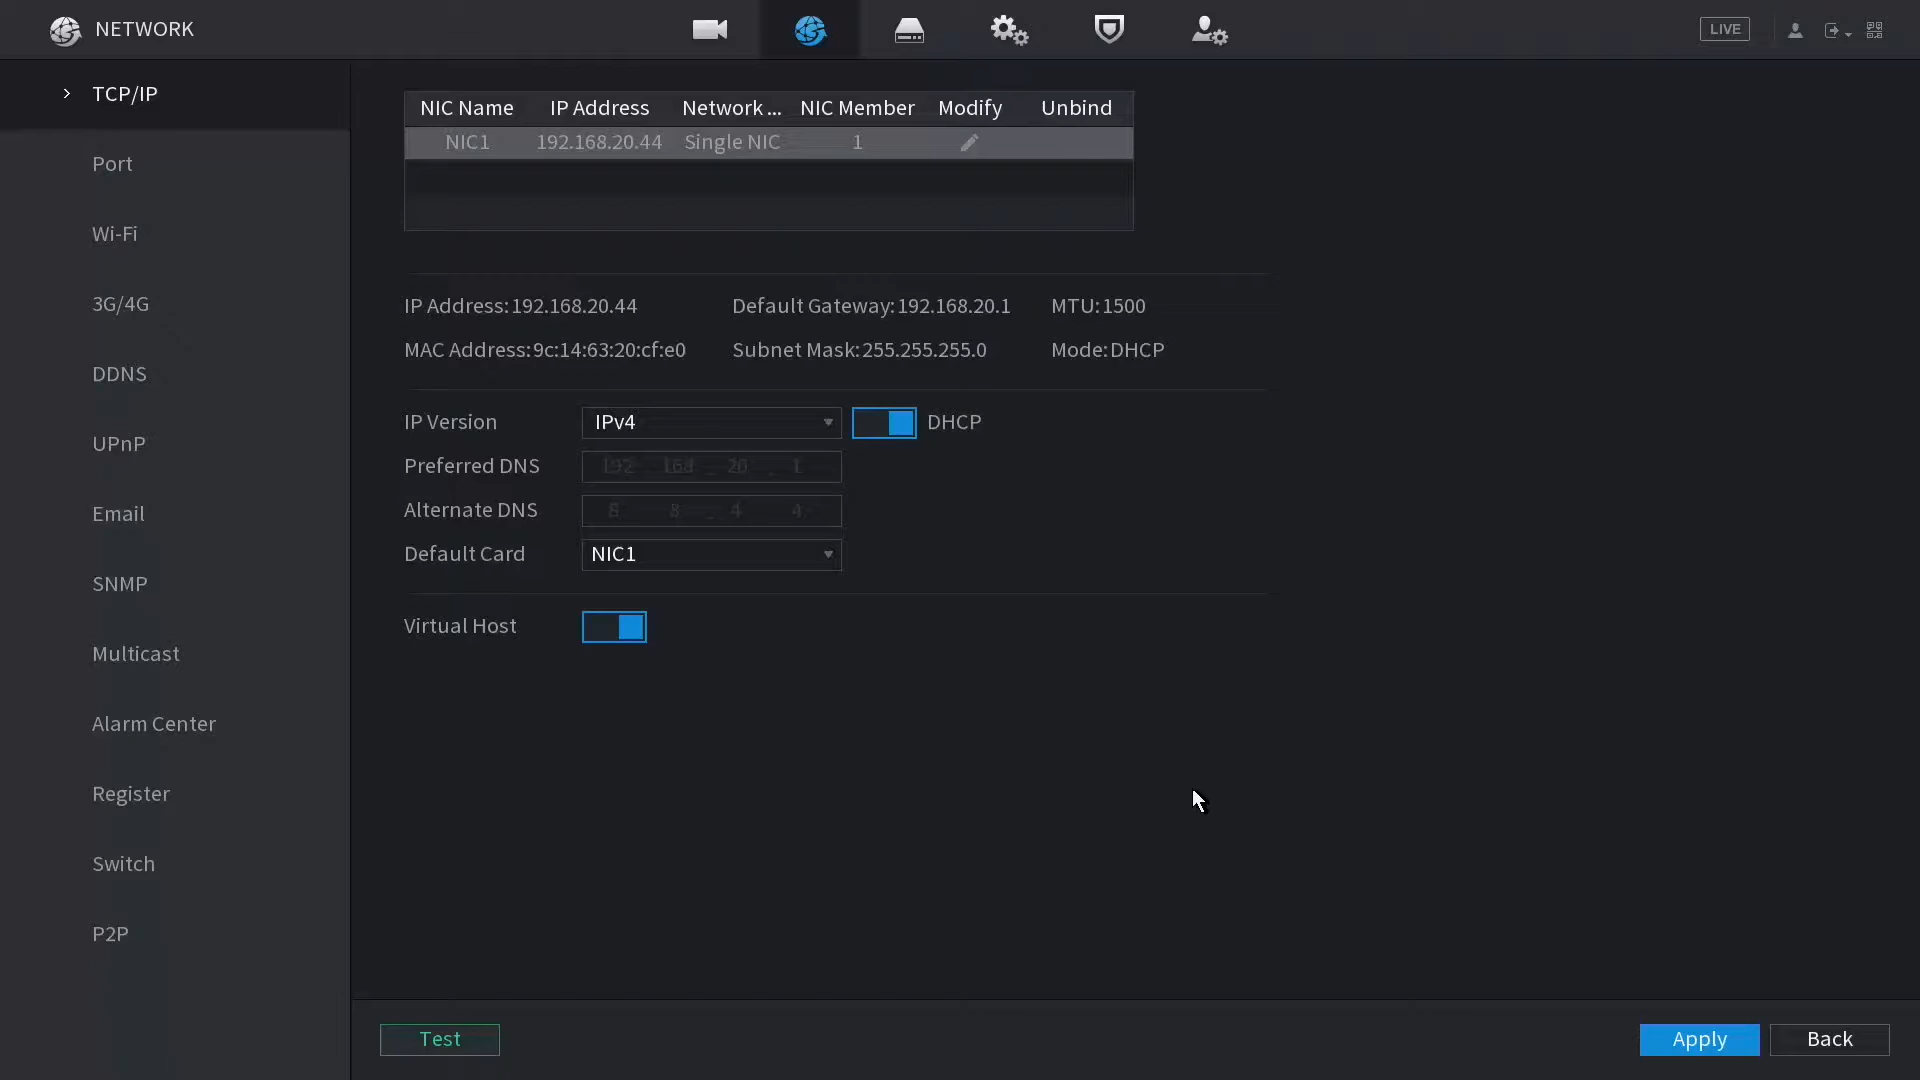 NETWORK
LIVE
TCP/IP
Port
Wi-Fi
3G/4G
DDNS
UPnP
Email
SNMP
Multicast
Alarm Center
Register
Switch
P2P
NIC Name IP Address Network ... NIC Member Modify Unbind
NIC1 192.168.20.44 Single NIC 1
IP Address:192.168.20.44 Default Gateway:192.168.20.1 MTU:1500
MAC Address:9c:14:63:20:cf:e0 Subnet Mask:255.255.255.0 Mode:DHCP
IP Version IPv4 DHCP
Preferred DNS 192 . 168 . 20 . 1
Alternate DNS 8 . 8 . 4 . 4
Default Card NIC1
Virtual Host
Test Apply Back